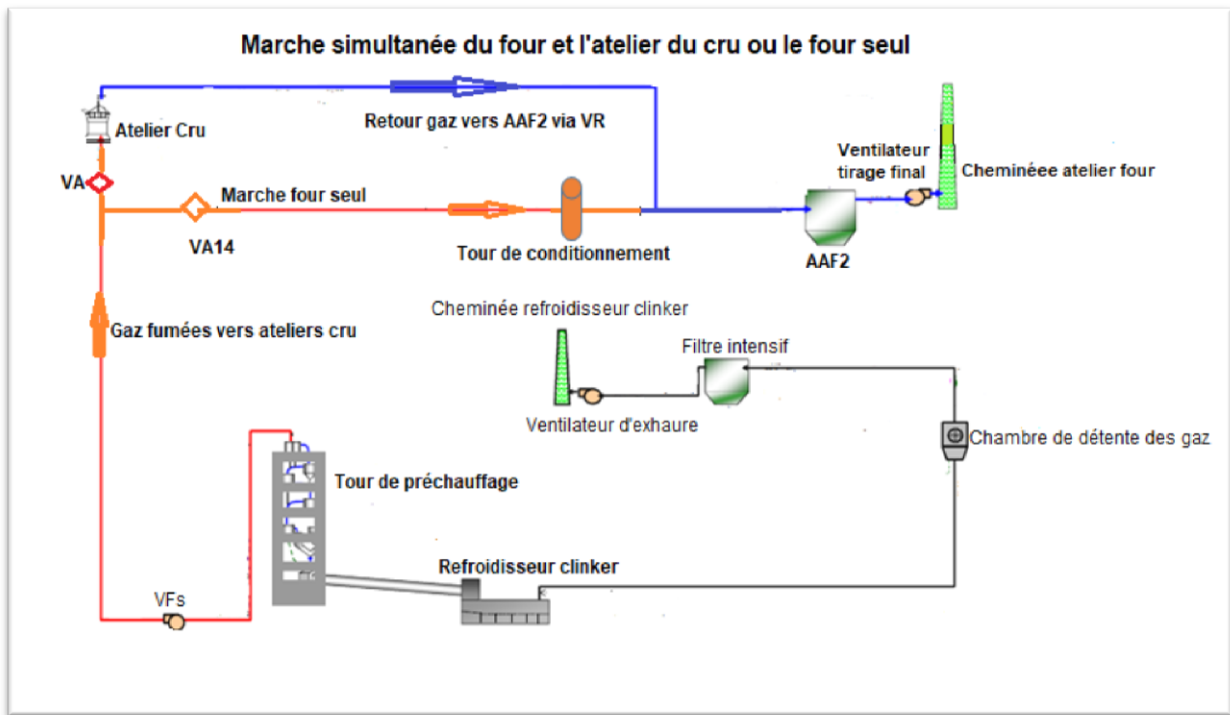 Marche simultanée du four et l'atelier du cru ou le four seul
Atelier Cru
Retour gaz vers AAF2 via VR
Ventilateur
tirage final
Cheminéee atelier four
VA
Marche four seul
VA14
Tour de conditionnement
AAF2
Gaz fumées vers ateliers cru
Cheminée refroidisseur clinker
Filtre intensif
Ventilateur d'exhaure
Chambre de détente des gaz
Tour de préchauffage
Refroidisseur clinker
VFs